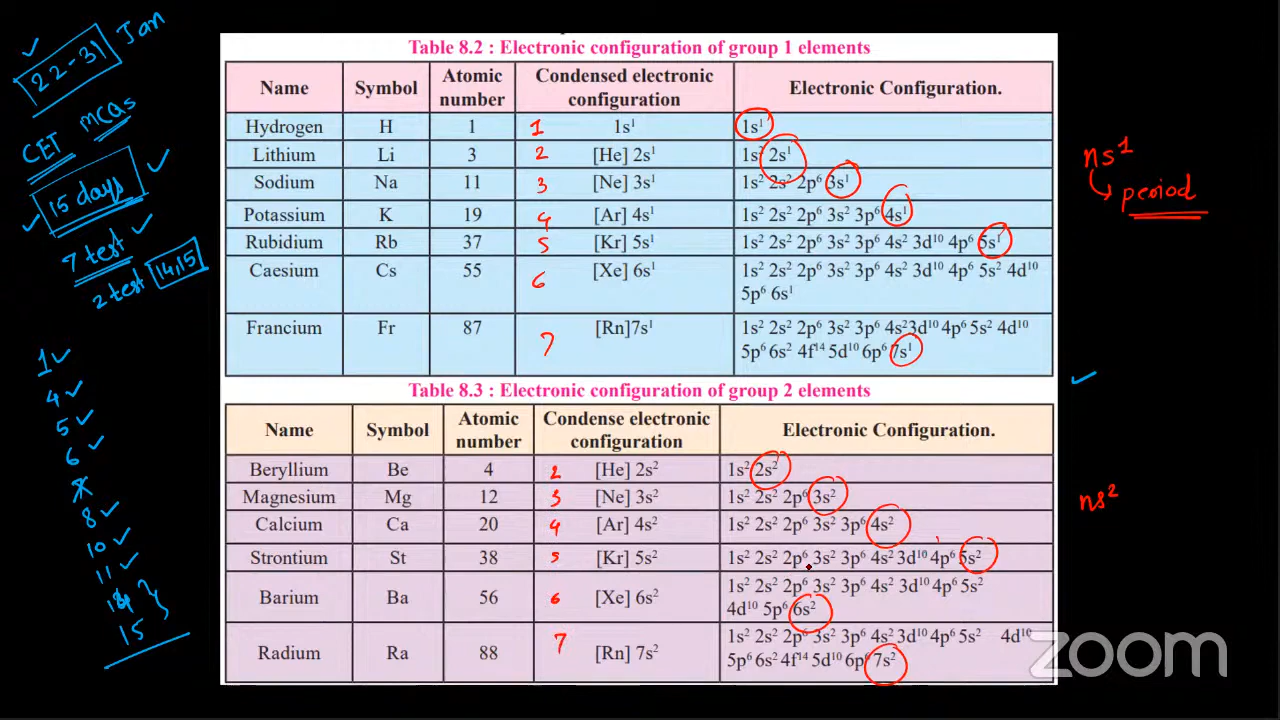 22-31 Jan
CET MCQs
15 days
7 test
2 test 14,15
1
4
5
6
8
10
11
14
15
Table 8.2 : Electronic configuration of group 1 elements
Name Symbol Atomic number Condensed electronic configuration Electronic Configuration.
Hydrogen H 1 1 1s¹ 1s¹
Lithium Li 3 2 [He] 2s¹ 1s² 2s¹
Sodium Na 11 3 [Ne] 3s¹ 1s² 2s² 2p⁶ 3s¹
Potassium K 19 4 [Ar] 4s¹ 1s² 2s² 2p⁶ 3s² 3p⁶ 4s¹
Rubidium Rb 37 5 [Kr] 5s¹ 1s² 2s² 2p⁶ 3s² 3p⁶ 4s² 3d¹⁰ 4p⁶ 5s¹
Caesium Cs 55 6 [Xe] 6s¹ 1s² 2s² 2p⁶ 3s² 3p⁶ 4s² 3d¹⁰ 4p⁶ 5s² 4d¹⁰
5p⁶ 6s¹
Francium Fr 87 7 [Rn]7s¹ 1s² 2s² 2p⁶ 3s² 3p⁶ 4s²3d¹⁰ 4p⁶ 5s² 4d¹⁰
5p⁶ 6s² 4f¹⁴ 5d¹⁰ 6p⁶ 7s¹
ns¹
period
Table 8.3 : Electronic configuration of group 2 elements
Name Symbol Atomic number Condense electronic configuration Electronic Configuration.
Beryllium Be 4 2 [He] 2s² 1s² 2s²
Magnesium Mg 12 3 [Ne] 3s² 1s² 2s² 2p⁶ 3s²
Calcium Ca 20 4 [Ar] 4s² 1s² 2s² 2p⁶ 3s² 3p⁶ 4s²
Strontium St 38 5 [Kr] 5s² 1s² 2s² 2p⁶ 3s² 3p⁶ 4s² 3d¹⁰ 4p⁶ 5s²
Barium Ba 56 6 [Xe] 6s² 1s² 2s² 2p⁶ 3s² 3p⁶ 4s² 3d¹⁰ 4p⁶ 5s²
4d¹⁰ 5p⁶ 6s²
Radium Ra 88 7 [Rn] 7s² 1s² 2s² 2p⁶ 3s² 3p⁶ 4s² 3d¹⁰ 4p⁶ 5s² 4d¹⁰
5p⁶ 6s² 4f¹⁴ 5d¹⁰ 6p⁶ 7s²
ns²
zoom